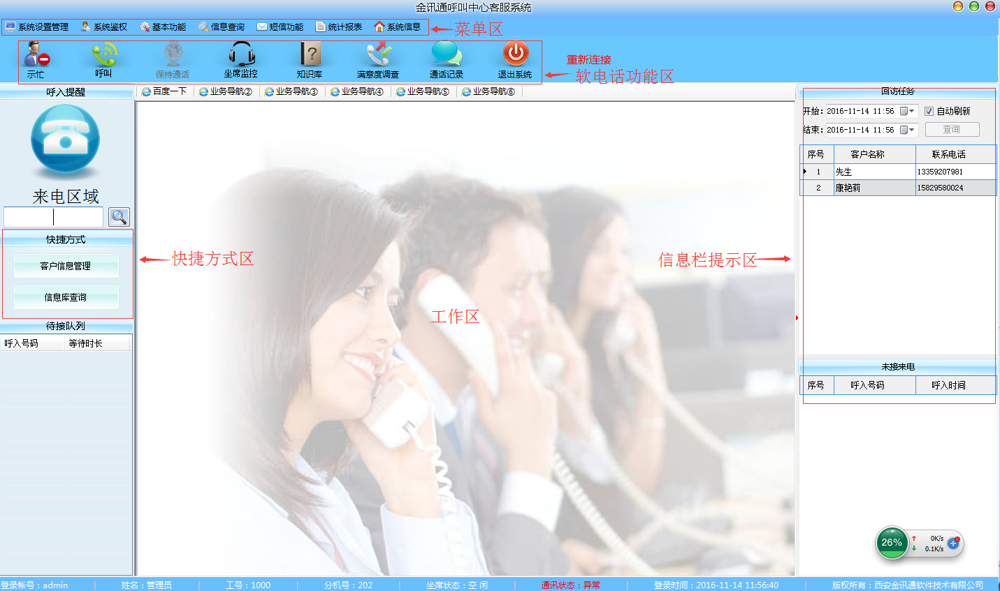 金讯通呼叫中心客服系统
系统设置管理 系统鉴权 基本功能 信息查询 短信功能 统计报表 系统信息
菜单区
示忙 呼叫 保持通话 坐席监控 知识库 满意度调查 通话记录 退出系统
重新连接
软电话功能区
呼入提醒
百度一下 业务导航② 业务导航③ 业务导航④ 业务导航⑤ 业务导航⑥
回访任务
开始: 2016-11-14 11:56 自动刷新
结束: 2016-11-14 11:56 查询
序号 客户名称 联系电话
1 先生 13359207981
2 康艳莉 15829580024
来电区域
快捷方式
客户信息管理
信息库查询
快捷方式区
信息栏提示区
工作区
待接队列
呼入号码 等待时长
未接来电
序号 呼入号码 呼入时间
26%
0K/s
0.1K/s
登录帐号：admin 姓名：管理员 工号：1000 分机号：202 坐席状态：空 闲 通讯状态：异常 登录时间：2016-11-14 11:56:40 版权所有：西安金讯通软件技术有限公司